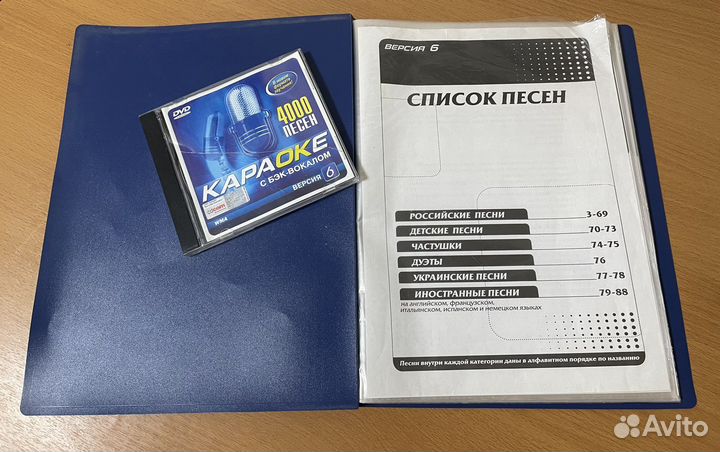 DVD
4000
ПЕСЕН
КАРАОКЕ
С БЭК-ВОКАЛОМ
ВЕРСИЯ 6
WM4
ВЕРСИЯ 6
СПИСОК ПЕСЕН
РОССИЙСКИЕ ПЕСНИ 3-69
ДЕТСКИЕ ПЕСНИ 70-73
ЧАСТУШКИ 74-75
ДУЭТЫ 76
УКРАИНСКИЕ ПЕСНИ 77-78
ИНОСТРАННЫЕ ПЕСНИ 79-88
на английском, французском,
итальянском, испанском и немецком языках
Песни внутри каждой категории даны в алфавитном порядке по названию
Avito